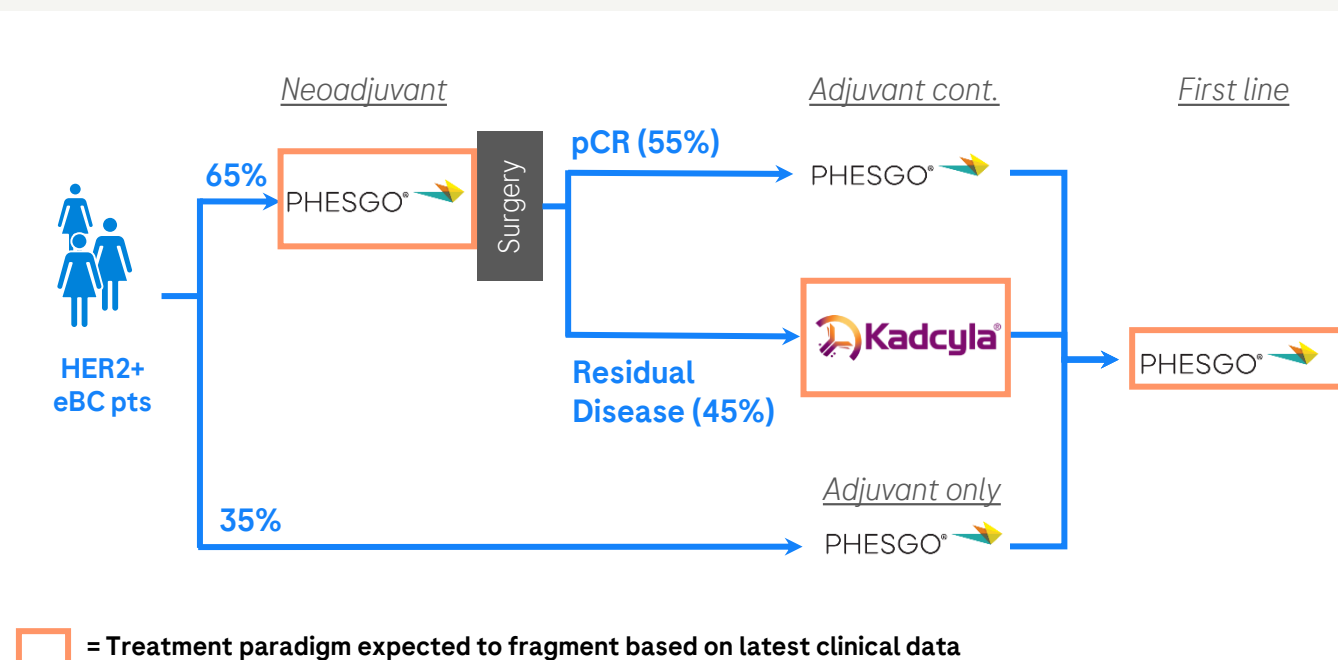 Neoadjuvant
Adjuvant cont.
First line
65%
PHESGO®
Surgery
pCR (55%)
PHESGO®
HER2+
eBC pts
Residual
Disease (45%)
Kadcyla®
PHESGO®
35%
Adjuvant only
PHESGO®
= Treatment paradigm expected to fragment based on latest clinical data